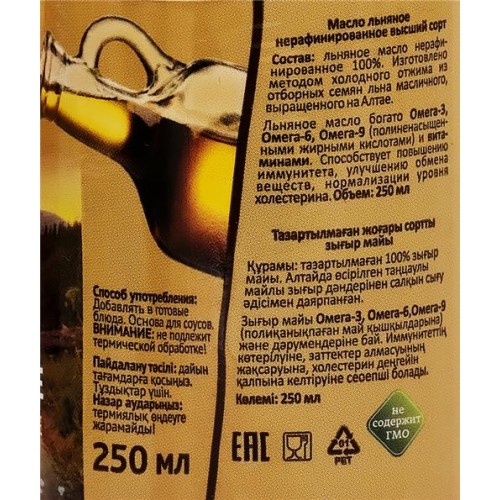 Масло льняное
нерафинированное высший сорт
Состав: льняное масло нерафи-
нированное 100%. Изготовлено
методом холодного отжима из
отборных семян льна масличного,
выращенного на Алтае.
Льняное масло богато Омега-3,
Омега-6, Омега-9 (полиненасыщен-
ными жирными кислотами) и вита-
минами. Способствует повышению
иммунитета, улучшению обмена
веществ, нормализации уровня
холестерина. Объем: 250 мл
Тазартылмаған жоғары сортты
зығыр майы
Құрамы: тазартылмаған 100% зығыр
майы. Алтайда өсірілген таңдаулы
майлы зығыр дәндерінен салқын сығу
әдісімен даярпанған.
Зығыр майы Омега-3, Омега-6,Омега-9
(полиқанықпаған май қышқылдарына)
және дәрумендеріне бай. Иммунитеттің
көтерілуіне, заттектер алмасуының
жақсаруына, холестерин деңгейін
қалпына келтіруіне себепші болады.
Көлемі: 250 мл
Способ употребления:
Добавлять в готовые
блюда. Основа для соусов.
ВНИМАНИЕ: не подлежит
термической обработке!
Пайдалану тәсілі: дайын
тағамдарға қосыңыз.
Тұздықтар үшін.
Назар аударыңыз:
термиялық өңдеуге
жарамайды!
250 мл
EAC
01
PET
не
содержит
ГМО